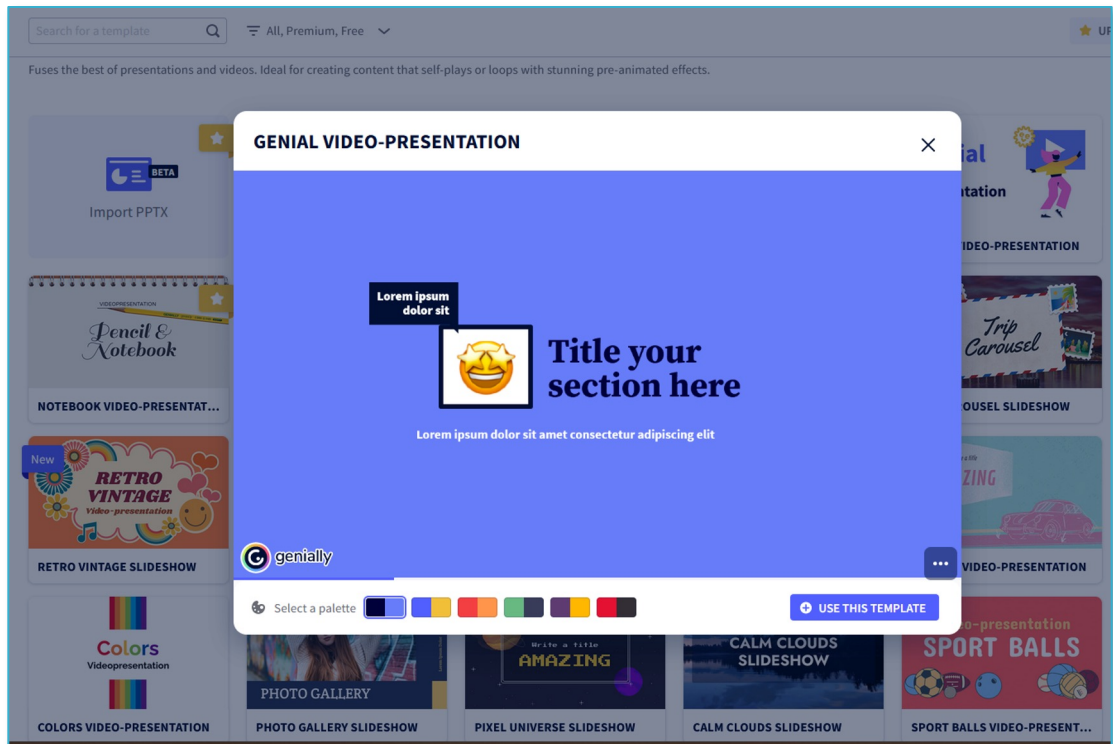 Search for a template
All, Premium, Free
UP
Fuses the best of presentations and videos. Ideal for creating content that self-plays or loops with stunning pre-animated effects.
BETA
Import PPTX
GENIAL VIDEO-PRESENTATION
ial
ntation
IDEO-PRESENTATION
VIDEOPRESENTATION
Pencil &
Notebook
NOTEBOOK VIDEO-PRESENTAT...
Trip
Carousel
OUSEL SLIDESHOW
Lorem ipsum
dolor sit
Title your
section here
Lorem ipsum dolor sit amet consectetur adipiscing elit
New
RETRO
VINTAGE
Video-presentation
RETRO VINTAGE SLIDESHOW
ZING
VIDEO-PRESENTATION
genially
Select a palette
USE THIS TEMPLATE
Colors
Videopresentation
COLORS VIDEO-PRESENTATION
PHOTO GALLERY
PHOTO GALLERY SLIDESHOW
Write a title
AMAZING
PIXEL UNIVERSE SLIDESHOW
CALM CLOUDS
SLIDESHOW
CALM CLOUDS SLIDESHOW
eo-presentation
SPORT BALLS
SPORT BALLS VIDEO-PRESENT...